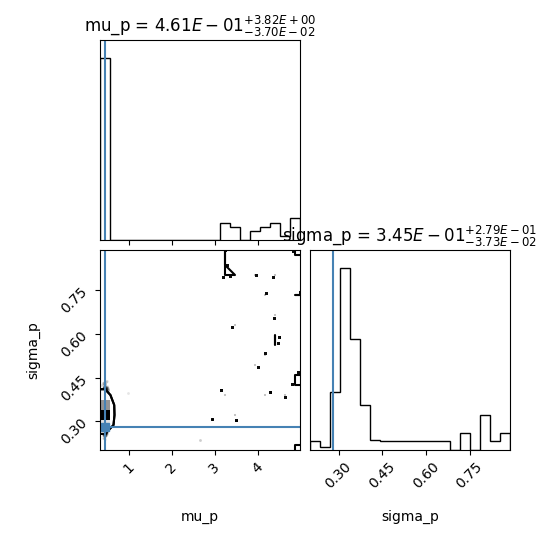 mu_p = 4.61E − 01+3.82E+00−3.70E−02
sigma_p = 3.45E − 01+2.79E−01−3.73E−02
sigma_p
0.75
0.60
0.45
0.30
1 2 3 4
0.30 0.45 0.60 0.75
mu_p
sigma_p